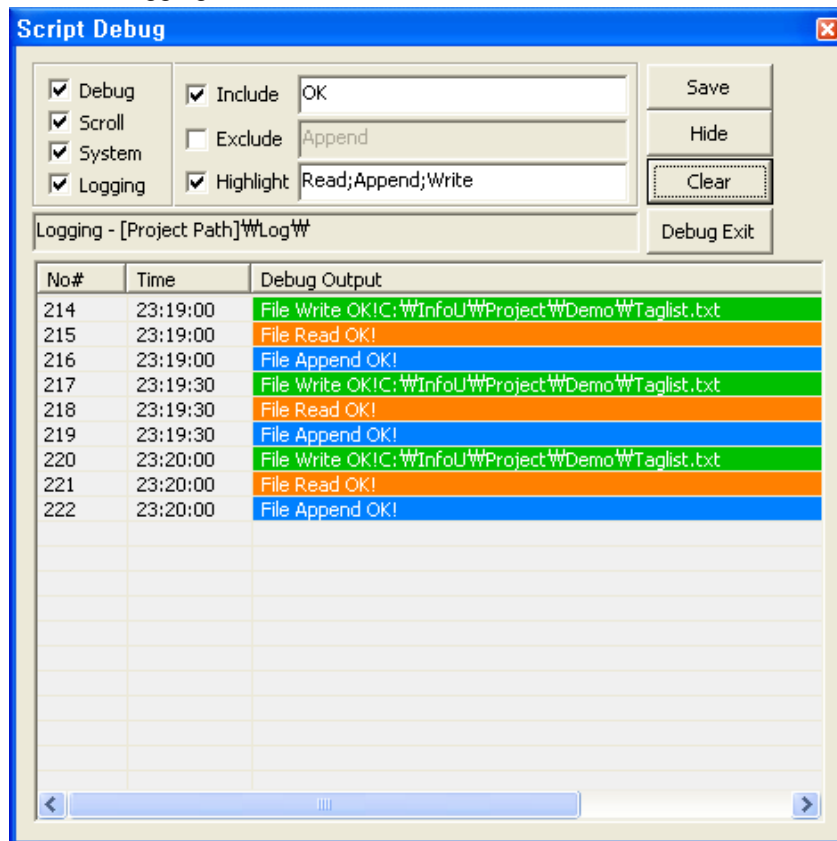 Script Debug
Debug
Scroll
System
Logging
Include OK
Exclude Append
Highlight Read;Append;Write
Save
Hide
Clear
Debug Exit
Logging - [Project Path]₩Log₩
No# Time Debug Output
214 23:19:00 File Write OK!C:₩InfoU₩Project₩Demo₩Taglist.txt
215 23:19:00 File Read OK!
216 23:19:00 File Append OK!
217 23:19:30 File Write OK!C:₩InfoU₩Project₩Demo₩Taglist.txt
218 23:19:30 File Read OK!
219 23:19:30 File Append OK!
220 23:20:00 File Write OK!C:₩InfoU₩Project₩Demo₩Taglist.txt
221 23:20:00 File Read OK!
222 23:20:00 File Append OK!